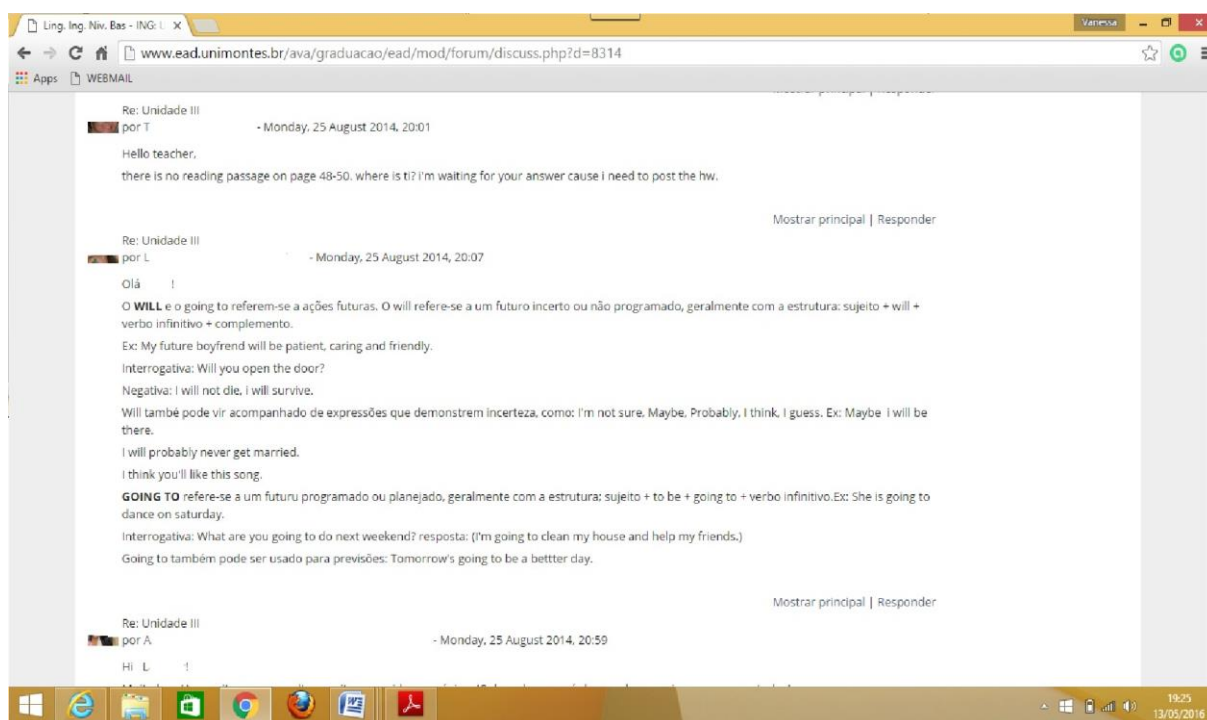 Ling. Ing. Niv. Bas - ING: L
Vanessa
www.ead.unimontes.br/ava/graduacao/ead/mod/forum/discuss.php?d=8314
Apps WEBMAIL
Mostrar principal | Responder
Re: Unidade III
por T - Monday, 25 August 2014, 20:01
Hello teacher,
there is no reading passage on page 48-50. where is ti? i'm waiting for your answer cause i need to post the hw.
Mostrar principal | Responder
Re: Unidade III
por L - Monday, 25 August 2014, 20:07
Olá !
O WILL e o going to referem-se a ações futuras. O will refere-se a um futuro incerto ou não programado, geralmente com a estrutura: sujeito + will +
verbo infinitivo + complemento.
Ex: My future boyfrend will be patient, caring and friendly.
Interrogativa: Will you open the door?
Negativa: I will not die, i will survive.
Will també pode vir acompanhado de expressões que demonstrem incerteza, como: I'm not sure, Maybe, Probably, I think, I guess. Ex: Maybe i will be
there.
I will probably never get married.
I think you'll like this song.
GOING TO refere-se a um futuru programado ou planejado, geralmente com a estrutura: sujeito + to be + going to + verbo infinitivo.Ex: She is going to
dance on saturday.
Interrogativa: What are you going to do next weekend? resposta: (I'm going to clean my house and help my friends.)
Going to também pode ser usado para previsões: Tomorrow's going to be a bettter day.
Mostrar principal | Responder
Re: Unidade III
por A - Monday, 25 August 2014, 20:59
Hi L !
19:25
13/05/2016